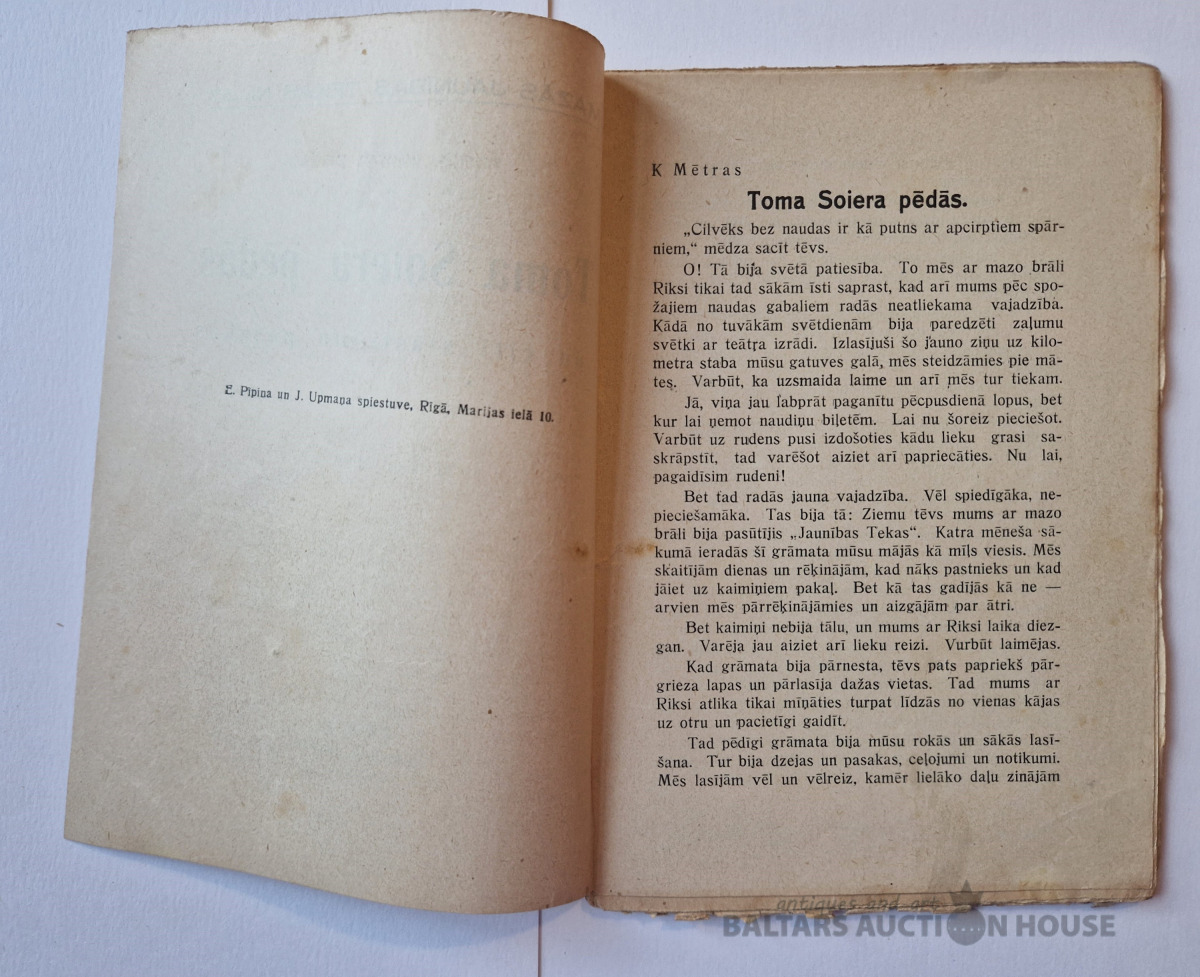 E. Pīpiņa un J. Upmaņa spiestuve, Rīgā, Marijas ielā 10.
K Mētras
Toma Soiera pēdās.
„Cilvēks bez naudas ir kā putns ar apcirptiem spār-
niem,“ mēdza sacīt tēvs.
O! Tā bija svētā patiesība. To mēs ar mazo brāli
Riksi tikai tad sākām īsti saprast, kad arī mums pēc spo-
žajiem naudas gabaliem radās neatliekama vajadzība.
Kādā no tuvākām svētdienām bija paredzēti zaļumu
svētki ar teātŗa izrādi. Izlasījuši šo jauno ziņu uz kilo-
metra staba mūsu gatuves galā, mēs steidzāmies pie mā-
tes. Varbūt, ka uzsmaida laime un arī mēs tur tiekam.
Jā, viņa jau labprāt paganītu pēcpusdienā lopus, bet
kur lai ņemot naudiņu biļetēm. Lai nu šoreiz pieciešot.
Varbūt uz rudens pusi izdošoties kādu lieku grasi sa-
skrāpstīt, tad varēšot aiziet arī papriecāties. Nu lai,
pagaidīsim rudeni!
Bet tad radās jauna vajadzība. Vēl spiedīgāka, ne-
pieciešamāka. Tas bija tā: Ziemu tēvs mums ar mazo
brāli bija pasūtījis „Jaunības Tekas“. Katra mēneša sā-
kumā ieradās šī grāmata mūsu mājās kā mīļs viesis. Mēs
skaitījām dienas un rēķinājām, kad nāks pastnieks un kad
jāiet uz kaimiņiem pakaļ. Bet kā tas gadījās kā ne —
arvien mēs pārrēķinājāmies un aizgājām par ātri.
Bet kaimiņi nebija tālu, un mums ar Riksi laika diez-
gan. Varēja jau aiziet arī lieku reizi. Vurbūt laimējas.
Kad grāmata bija pārnesta, tēvs pats papriekš pār-
grieza lapas un pārlasīja dažas vietas. Tad mums ar
Riksi atlika tikai mīņāties turpat līdzās no vienas kājas
uz otru un pacietīgi gaidīt.
Tad pēdīgi grāmata bija mūsu rokās un sākās lasī-
šana. Tur bija dzejas un pasakas, ceļojumi un notikumi.
Mēs lasījām vēl un vēlreiz, kamēr lielāko daļu zinājām
antiques and art
BALTARS AUCTION HOUSE